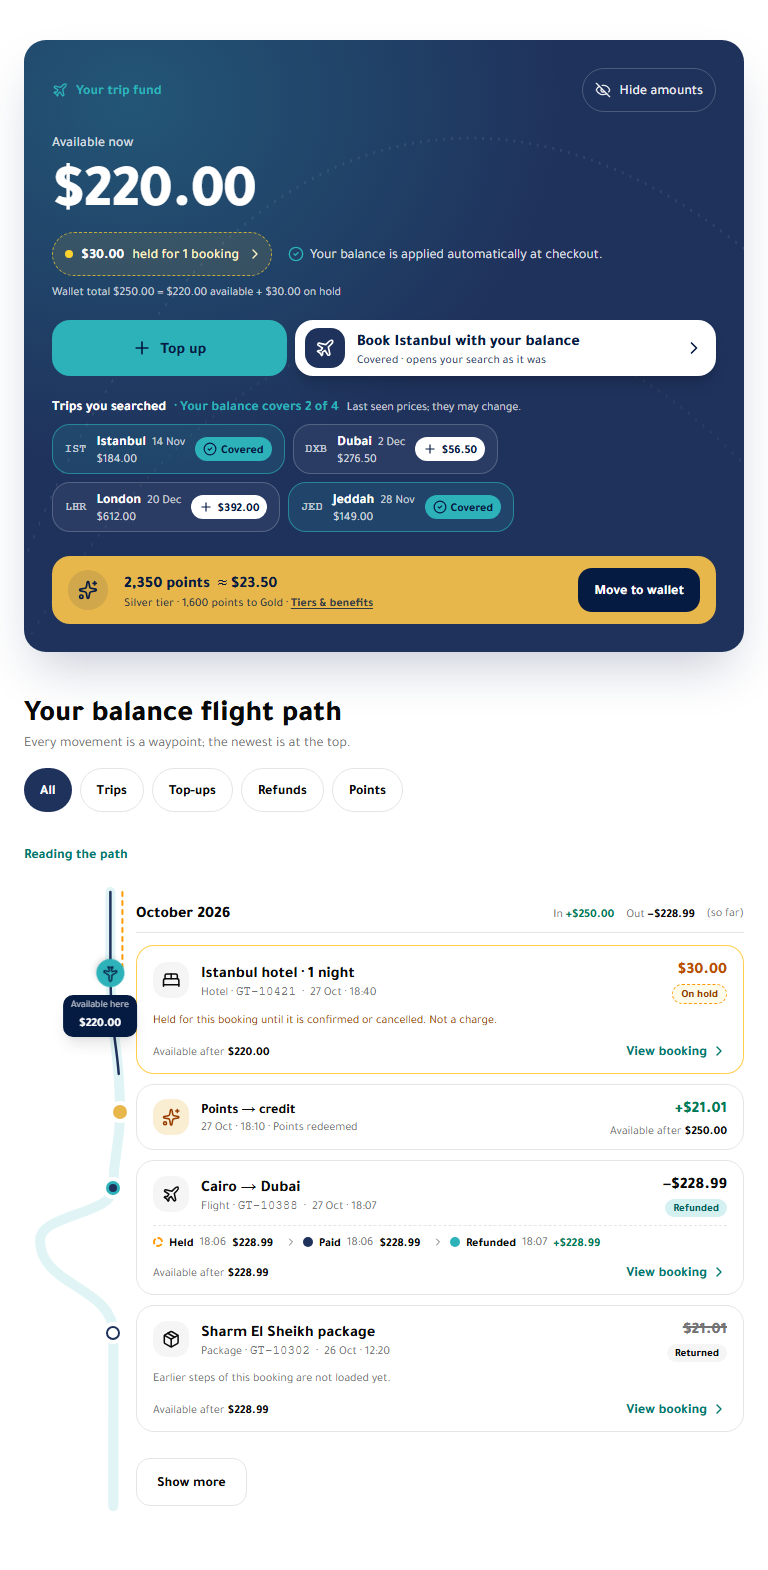 Your trip fund
Hide amounts
Available now
$220.00
$30.00 held for 1 booking
Your balance is applied automatically at checkout.
Wallet total $250.00 = $220.00 available + $30.00 on hold
Top up
Book Istanbul with your balance
Covered · opens your search as it was
Trips you searched · Your balance covers 2 of 4 Last seen prices; they may change.
IST Istanbul 14 Nov $184.00 Covered
DXB Dubai 2 Dec $276.50 + $56.50
LHR London 20 Dec $612.00 + $392.00
JED Jeddah 28 Nov $149.00 Covered
2,350 points ≈ $23.50
Silver tier · 1,600 points to Gold · Tiers & benefits
Move to wallet
Your balance flight path
Every movement is a waypoint; the newest is at the top.
All Trips Top-ups Refunds Points
Reading the path
October 2026 In +$250.00 Out −$228.99 (so far)
Available here
$220.00
Istanbul hotel · 1 night $30.00
Hotel · GT-10421 · 27 Oct · 18:40 On hold
Held for this booking until it is confirmed or cancelled. Not a charge.
Available after $220.00 View booking
Points → credit +$21.01
27 Oct · 18:10 · Points redeemed Available after $250.00
Cairo → Dubai −$228.99
Flight · GT-10388 · 27 Oct · 18:07 Refunded
Held 18:06 $228.99 Paid 18:06 $228.99 Refunded 18:07 +$228.99
Available after $228.99 View booking
Sharm El Sheikh package $21.01
Package · GT-10302 · 26 Oct · 12:20 Returned
Earlier steps of this booking are not loaded yet.
Available after $228.99 View booking
Show more